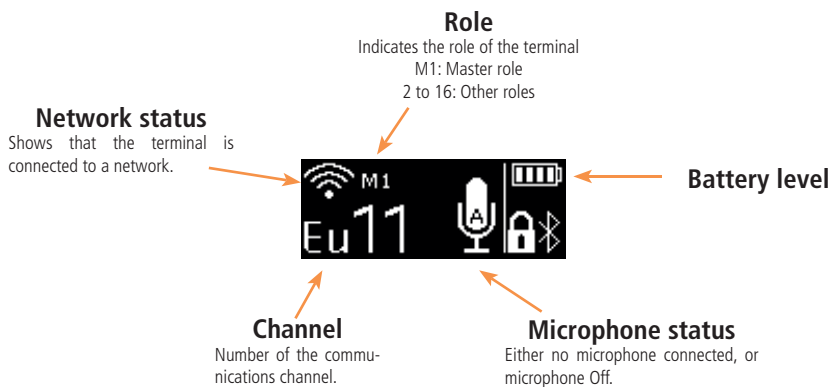 Role
Indicates the role of the terminal
M1: Master role
2 to 16: Other roles
Network status
Shows that the terminal is
connected to a network.
M1
Eu11
A
Battery level
Channel
Number of the commu-
nications channel.
Microphone status
Either no microphone connected, or
microphone Off.